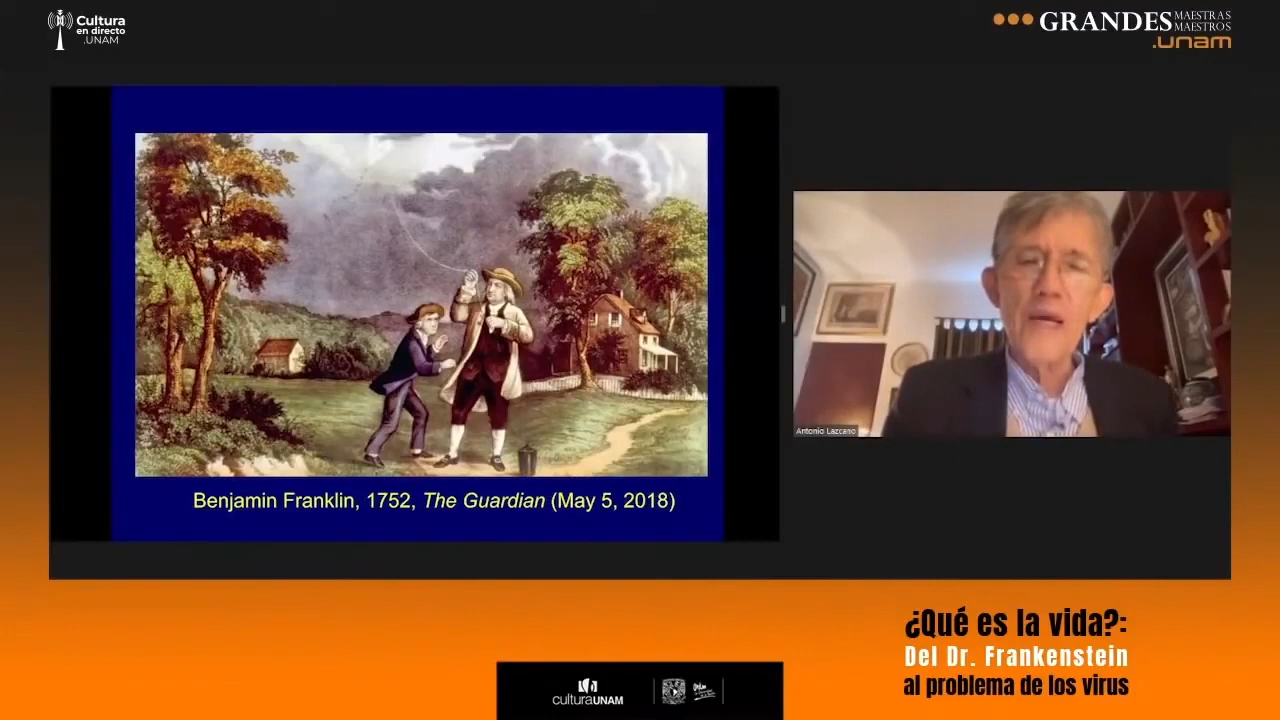 Cultura
en directo
.UNAM
GRANDES MAESTRAS MAESTROS
.unam
Benjamin Franklin, 1752, The Guardian (May 5, 2018)
Antonio Lazcano
¿Qué es la vida?:
Del Dr. Frankenstein
al problema de los virus
culturaUNAM